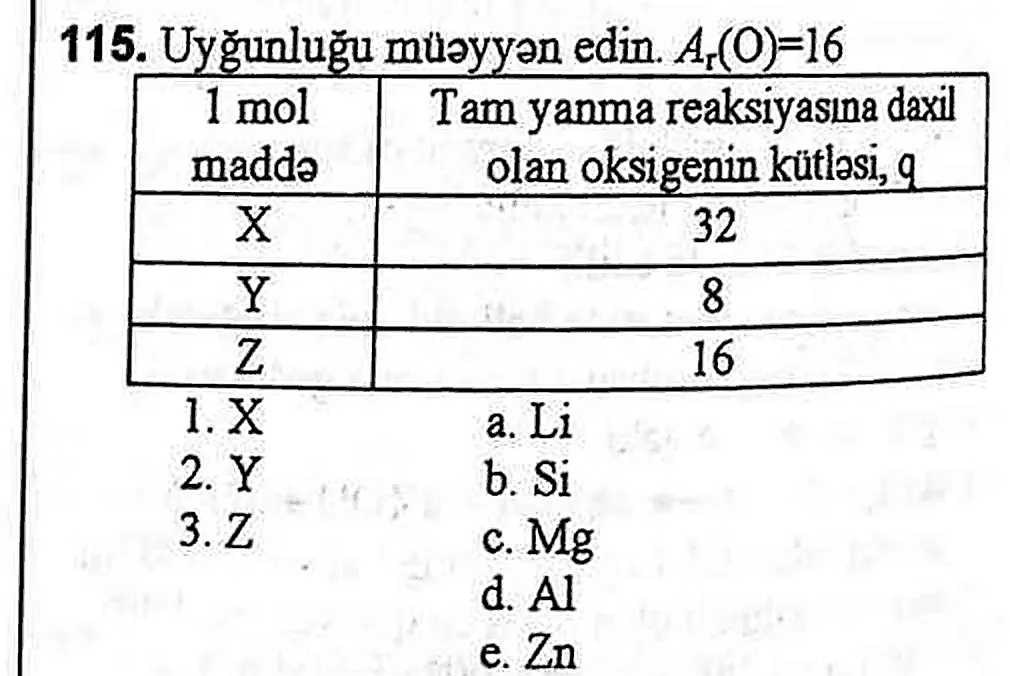 115. Uyğunluğu müəyyən edin. Aᵣ(O)=16
1 mol maddə | Tam yanma reaksiyasına daxil olan oksigenin kütləsi, q
X | 32
Y | 8
Z | 16
1. X a. Li
2. Y b. Si
3. Z c. Mg
d. Al
e. Zn